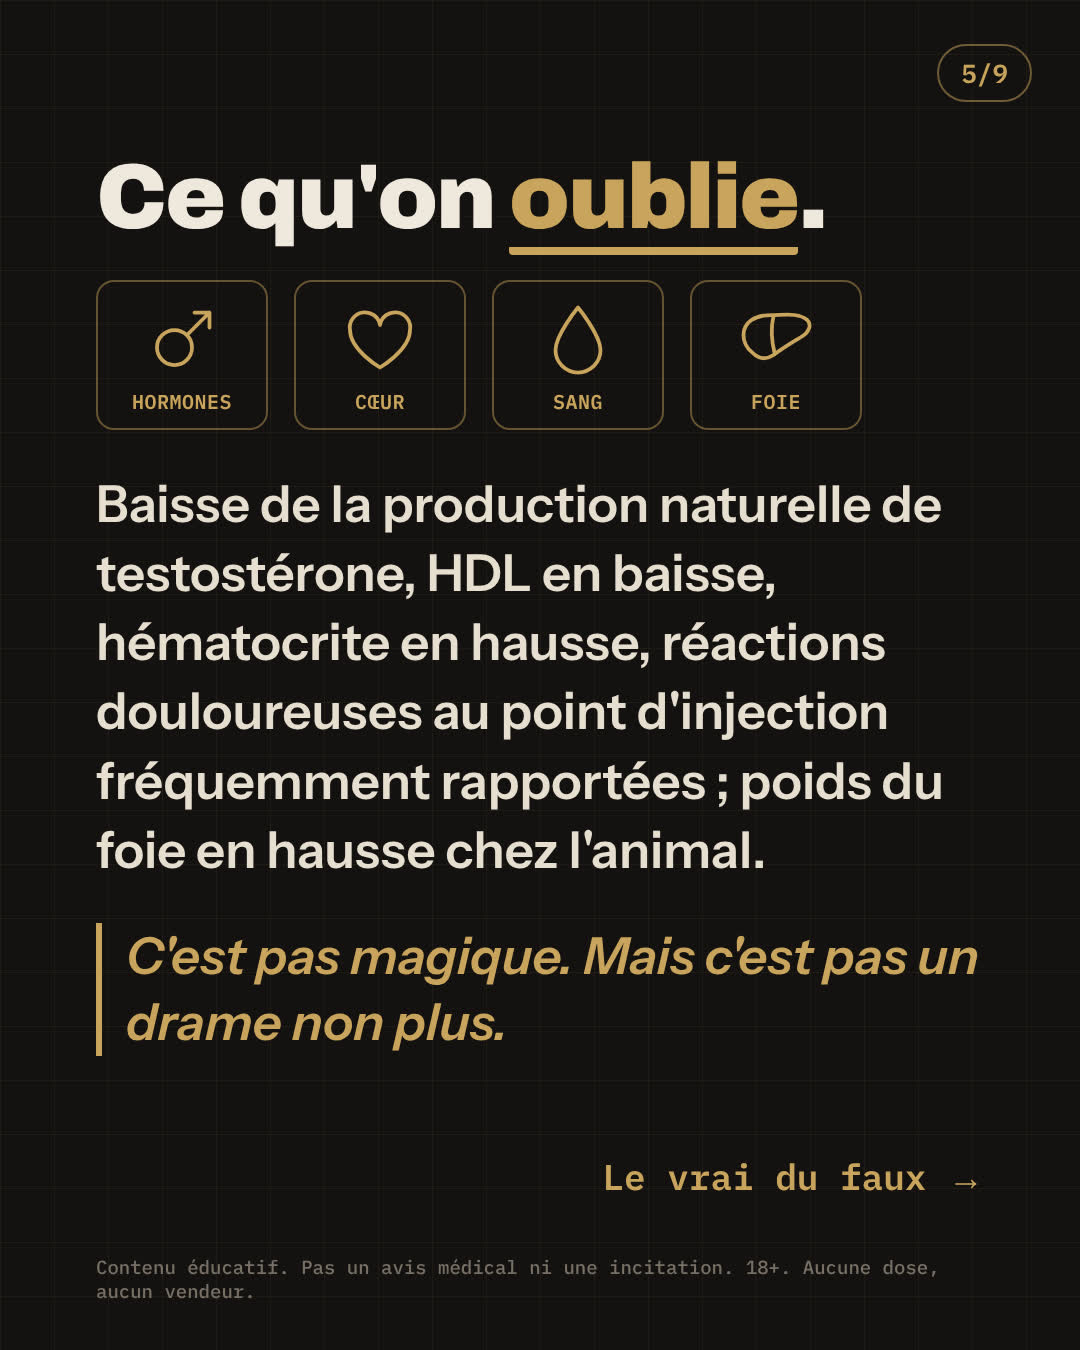 5/9
Ce qu'on oublie.
HORMONES
CŒUR
SANG
FOIE
Baisse de la production naturelle de
testostérone, HDL en baisse,
hématocrite en hausse, réactions
douloureuses au point d'injection
fréquemment rapportées ; poids du
foie en hausse chez l'animal.
C'est pas magique. Mais c'est pas un
drame non plus.
Le vrai du faux →
Contenu éducatif. Pas un avis médical ni une incitation. 18+. Aucune dose,
aucun vendeur.